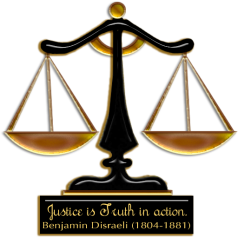 Justice is Truth in action.
Benjamin Disraeli (1804-1881)